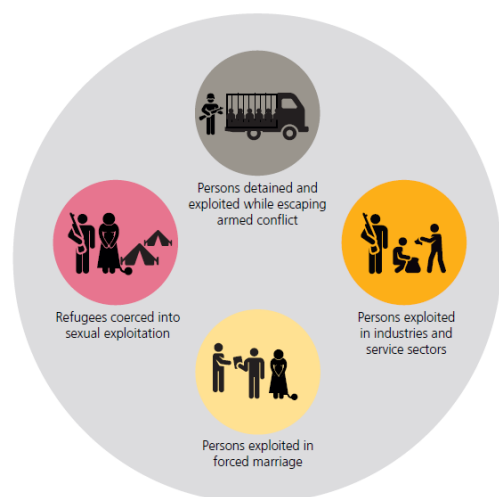 Persons detained and
exploited while escaping
armed conflict
Refugees coerced into
sexual exploitation
Persons exploited
in industries and
service sectors
Persons exploited in
forced marriage